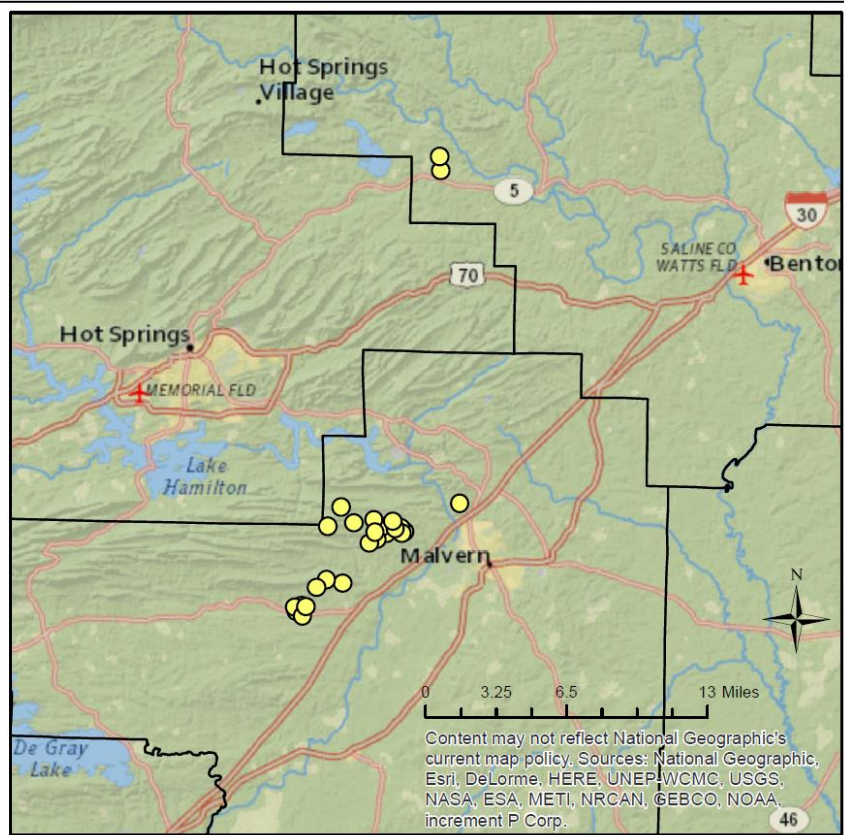 Hot Springs
Village
5
30
SALINE CO
WATTS FLD
Benton
70
Hot Springs
MEMORIAL FLD
Lake
Hamilton
Malvern
N
0 3.25 6.5 13 Miles
De Gray
Lake
Content may not reflect National Geographic's
current map policy. Sources: National Geographic,
Esri, DeLorme, HERE, UNEP-WCMC, USGS,
NASA, ESA, METI, NRCAN, GEBCO, NOAA,
increment P Corp.
46